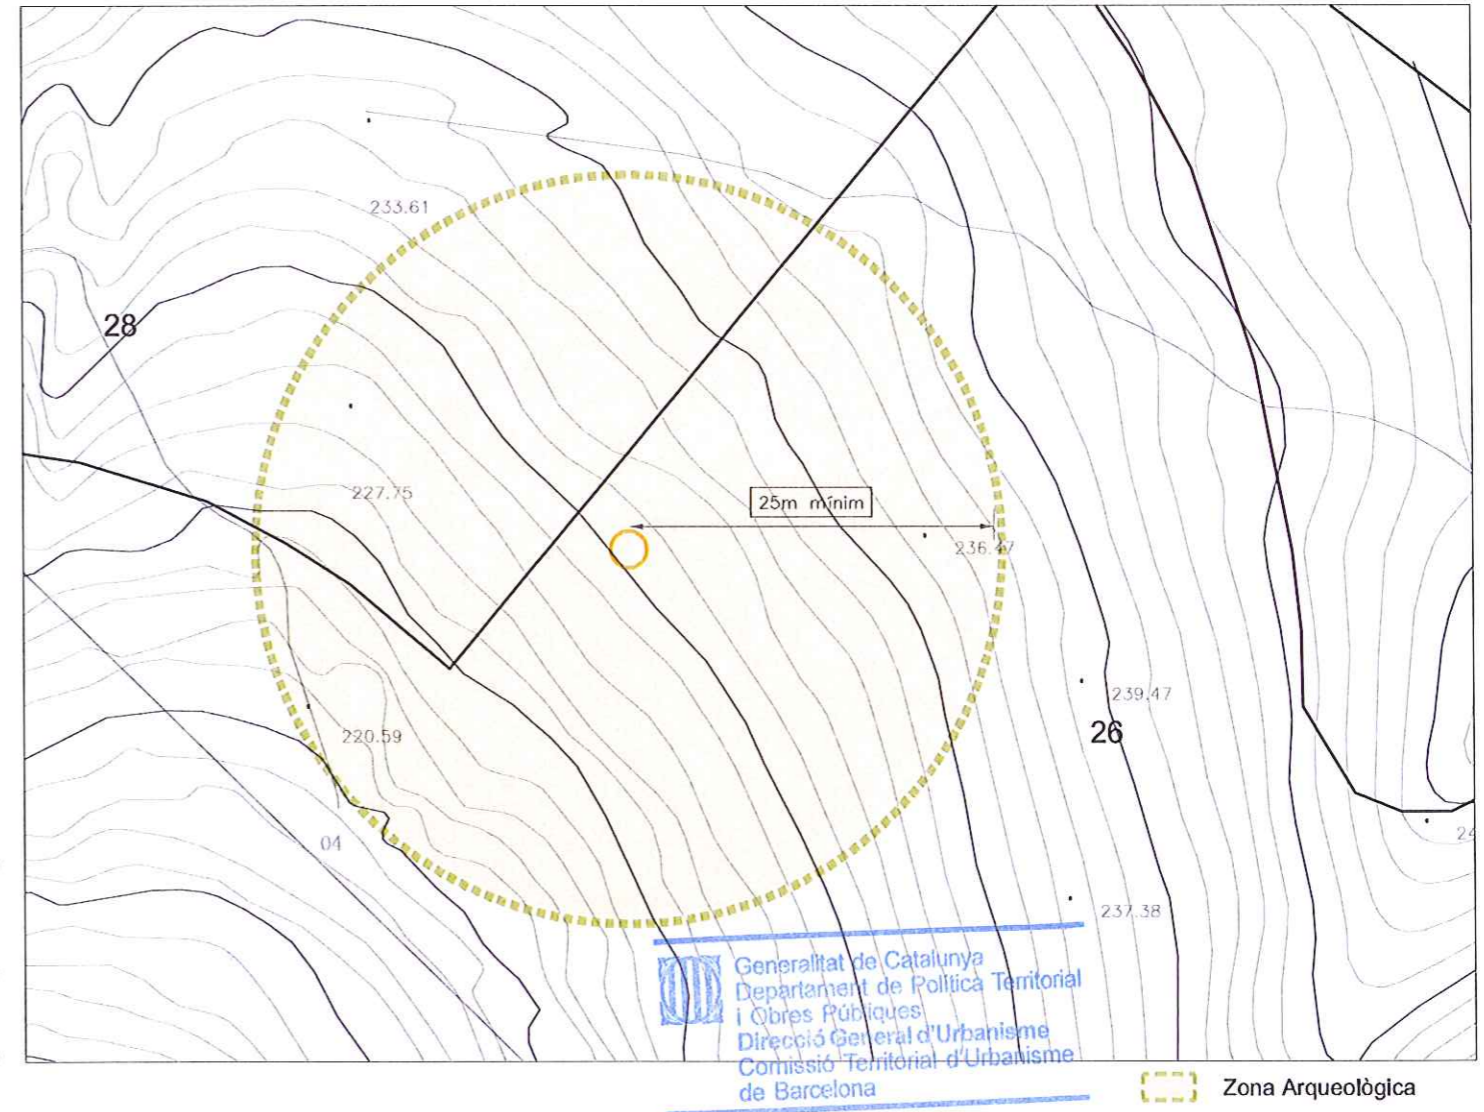 233.61
28
227.75
25m mínim
236.47
239.47
26
220.59
04
237.38
Generalitat de Catalunya
Departament de Política Territorial
i Obres Públiques
Direcció General d'Urbanisme
Comissió Territorial d'Urbanisme
de Barcelona
Zona Arqueològica